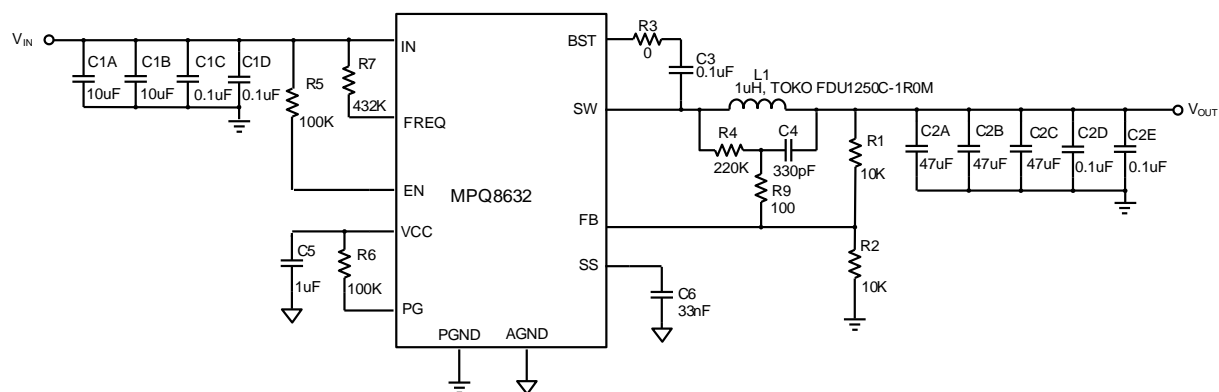 VIN
C1A
10uF
C1B
10uF
C1C
0.1uF
C1D
0.1uF
R5
100K
R7
432K
IN
FREQ
EN
VCC
PG
C5
1uF
R6
100K
MPQ8632
PGND
AGND
BST
SW
FB
SS
R3
0
C3
0.1uF
L1
1uH, TOKO FDU1250C-1R0M
R4
220K
C4
330pF
R9
100
R1
10K
R2
10K
C6
33nF
C2A
47uF
C2B
47uF
C2C
47uF
C2D
0.1uF
C2E
0.1uF
VOUT